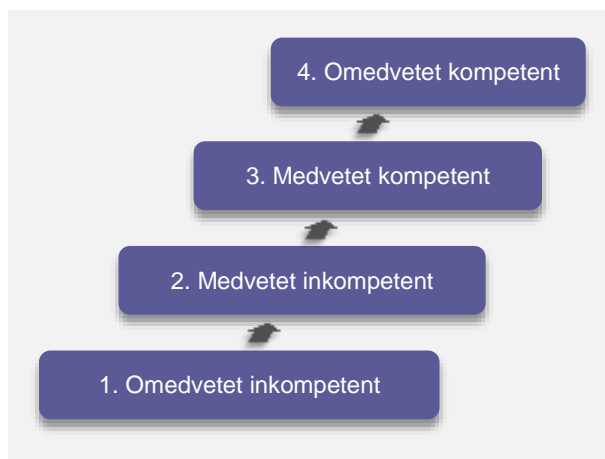 4. Omedvetet kompetent
3. Medvetet kompetent
2. Medvetet inkompetent
1. Omedvetet inkompetent